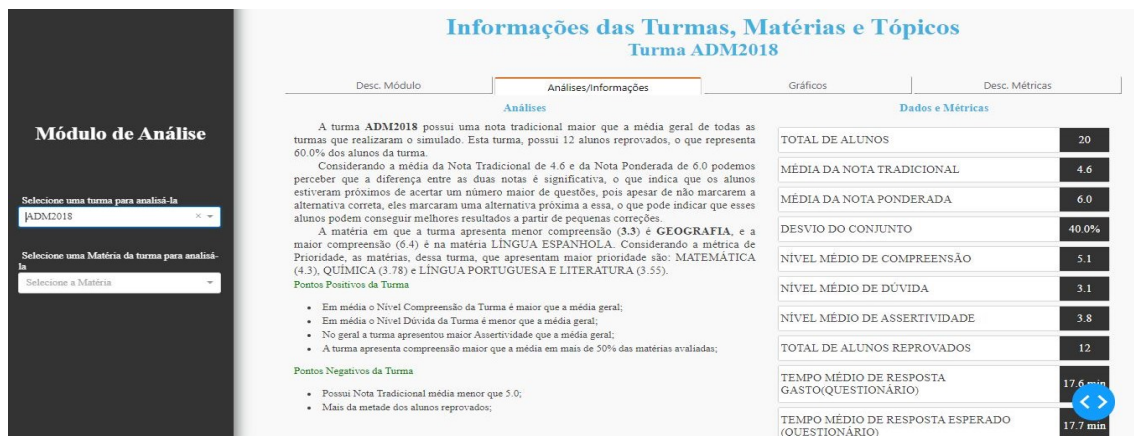 Informações das Turmas, Matérias e Tópicos
Turma ADM2018
Módulo de Análise
Selecione uma turma para analisá-la
ADM2018
Selecione uma Matéria da turma para analisá-
la
Selecione a Matéria
Desc. Módulo
Análises/Informações
Gráficos
Desc. Métricas
Análises
A turma ADM2018 possui uma nota tradicional maior que a média geral de todas as
turmas que realizaram o simulado. Esta turma, possui 12 alunos reprovados, o que representa
60.0% dos alunos da turma.
Considerando a média da Nota Tradicional de 4.6 e da Nota Ponderada de 6.0 podemos
perceber que a diferença entre as duas notas é significativa, o que indica que os alunos
estiveram próximos de acertar um número maior de questões, pois apesar de não marcarem a
alternativa correta, eles marcaram uma alternativa próxima a essa, o que pode indicar que esses
alunos podem conseguir melhores resultados a partir de pequenas correções.
A matéria em que a turma apresenta menor compreensão (3.3) é GEOGRAFIA, e a
maior compreensão (6.4) é na matéria LÍNGUA ESPANHOLA. Considerando a métrica de
Prioridade, as matérias, dessa turma, que apresentam maior prioridade são: MATEMÁTICA
(4.3), QUÍMICA (3.78) e LÍNGUA PORTUGUESA E LITERATURA (3.55).
Pontos Positivos da Turma
• Em média o Nível Compreensão da Turma é maior que a média geral;
• Em média o Nível Dúvida da Turma é menor que a média geral;
• No geral a turma apresentou maior Assertividade que a média geral;
• A turma apresenta compreensão maior que a média em mais de 50% das matérias avaliadas;
Pontos Negativos da Turma
• Possui Nota Tradicional média menor que 5.0;
• Mais da metade dos alunos reprovados;
Dados e Métricas
TOTAL DE ALUNOS 20
MÉDIA DA NOTA TRADICIONAL 4.6
MÉDIA DA NOTA PONDERADA 6.0
DESVIO DO CONJUNTO 40.0%
NÍVEL MÉDIO DE COMPREENSÃO 5.1
NÍVEL MÉDIO DE DÚVIDA 3.1
NÍVEL MÉDIO DE ASSERTIVIDADE 3.8
TOTAL DE ALUNOS REPROVADOS 12
TEMPO MÉDIO DE RESPOSTA
GASTO(QUESTIONÁRIO) 17.6 min
TEMPO MÉDIO DE RESPOSTA ESPERADO
(QUESTIONÁRIO) 17.7 min